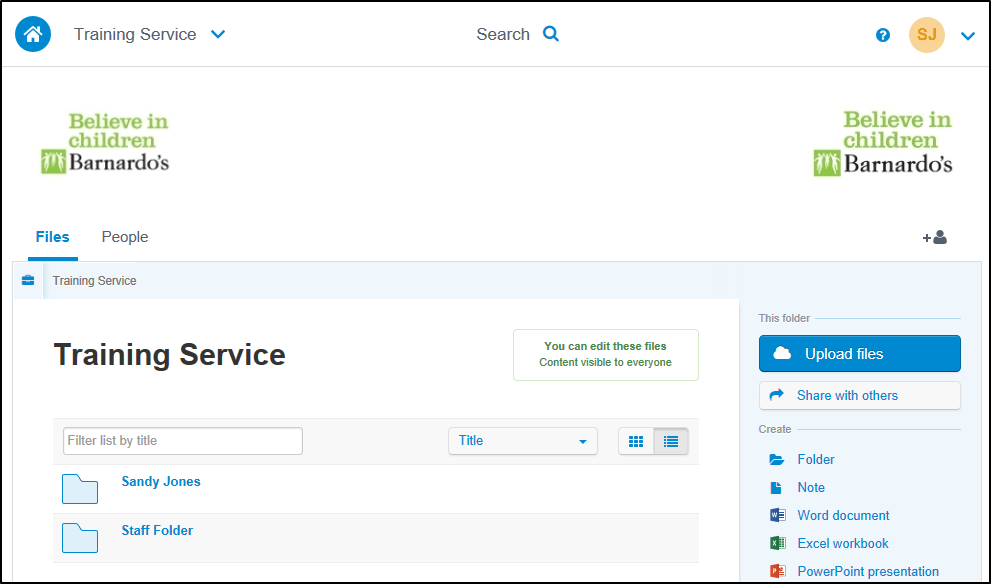 Training Service
Search
?
SJ
Believe in
children
Barnardo's
Believe in
children
Barnardo's
Files
People
+
Training Service
Training Service
You can edit these files
Content visible to everyone
Filter list by title
Title
Sandy Jones
Staff Folder
This folder
Upload files
Share with others
Create
Folder
Note
Word document
Excel workbook
PowerPoint presentation